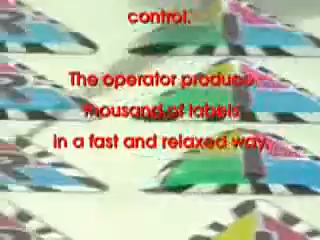 control.
The operator produce
thousand of labels
in a fast and relaxed way.